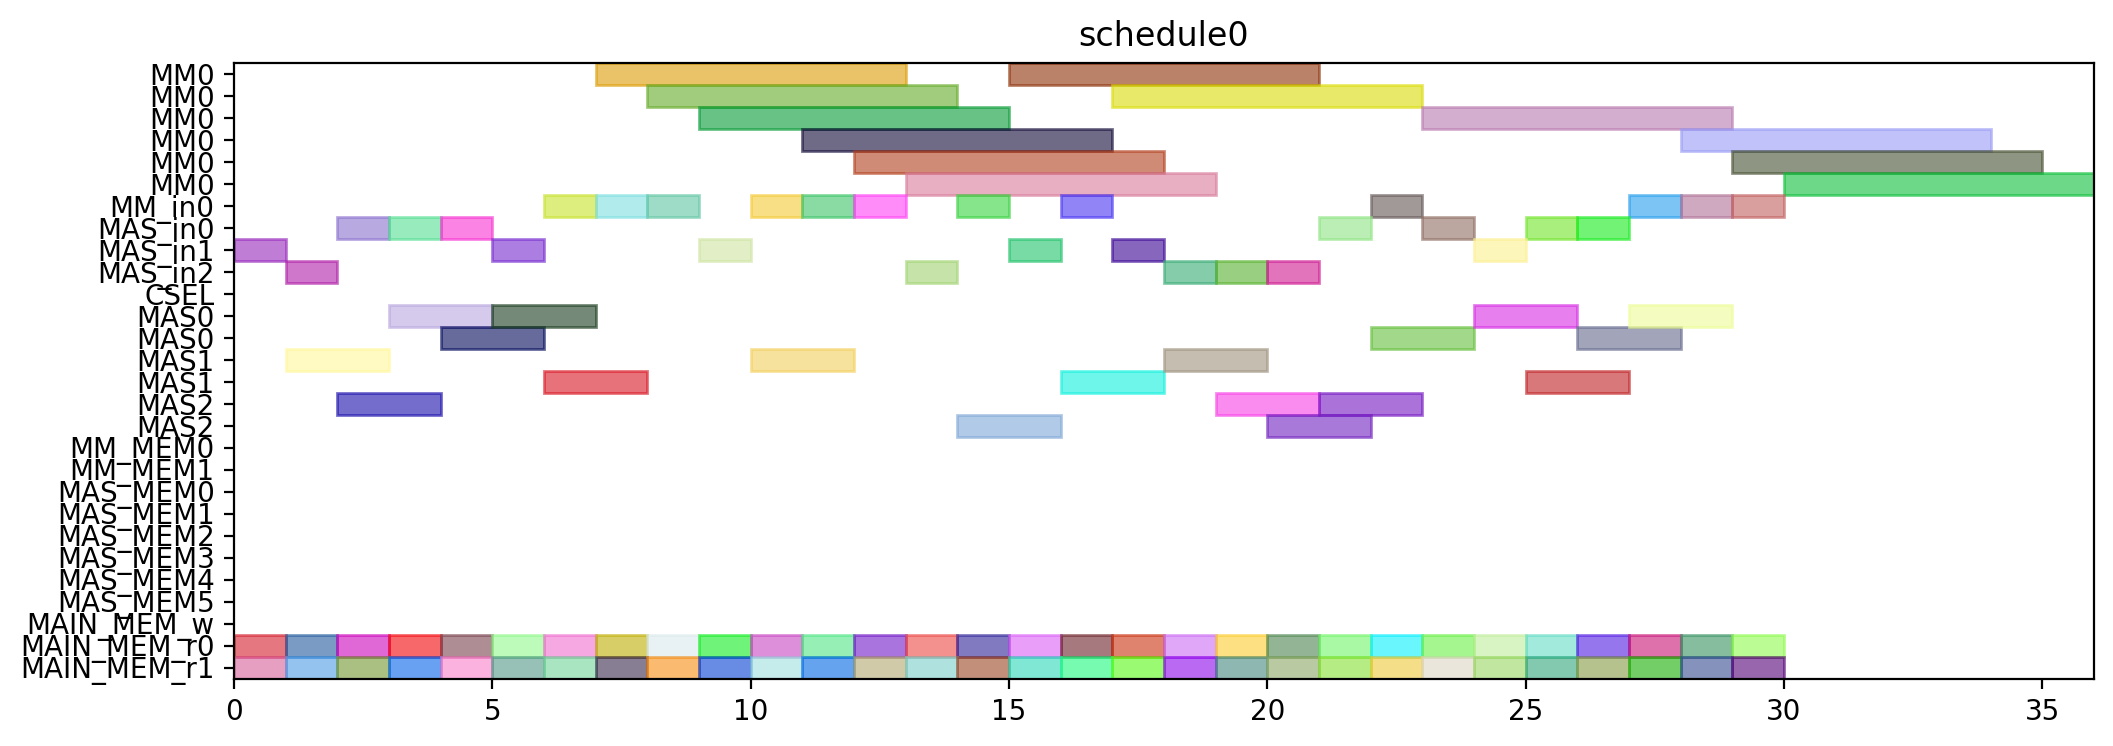 schedule0
MM0
MM0
MM0
MM0
MM0
MM0
MM_in0
MAS_in0
MAS_in1
MAS_in2
CSEL
MAS0
MAS0
MAS1
MAS1
MAS2
MAS2
MM_MEM0
MM_MEM1
MAS_MEM0
MAS_MEM1
MAS_MEM2
MAS_MEM3
MAS_MEM4
MAS_MEM5
MAIN_MEM_w
MAIN_MEM_r0
MAIN_MEM_r1
0 5 10 15 20 25 30 35